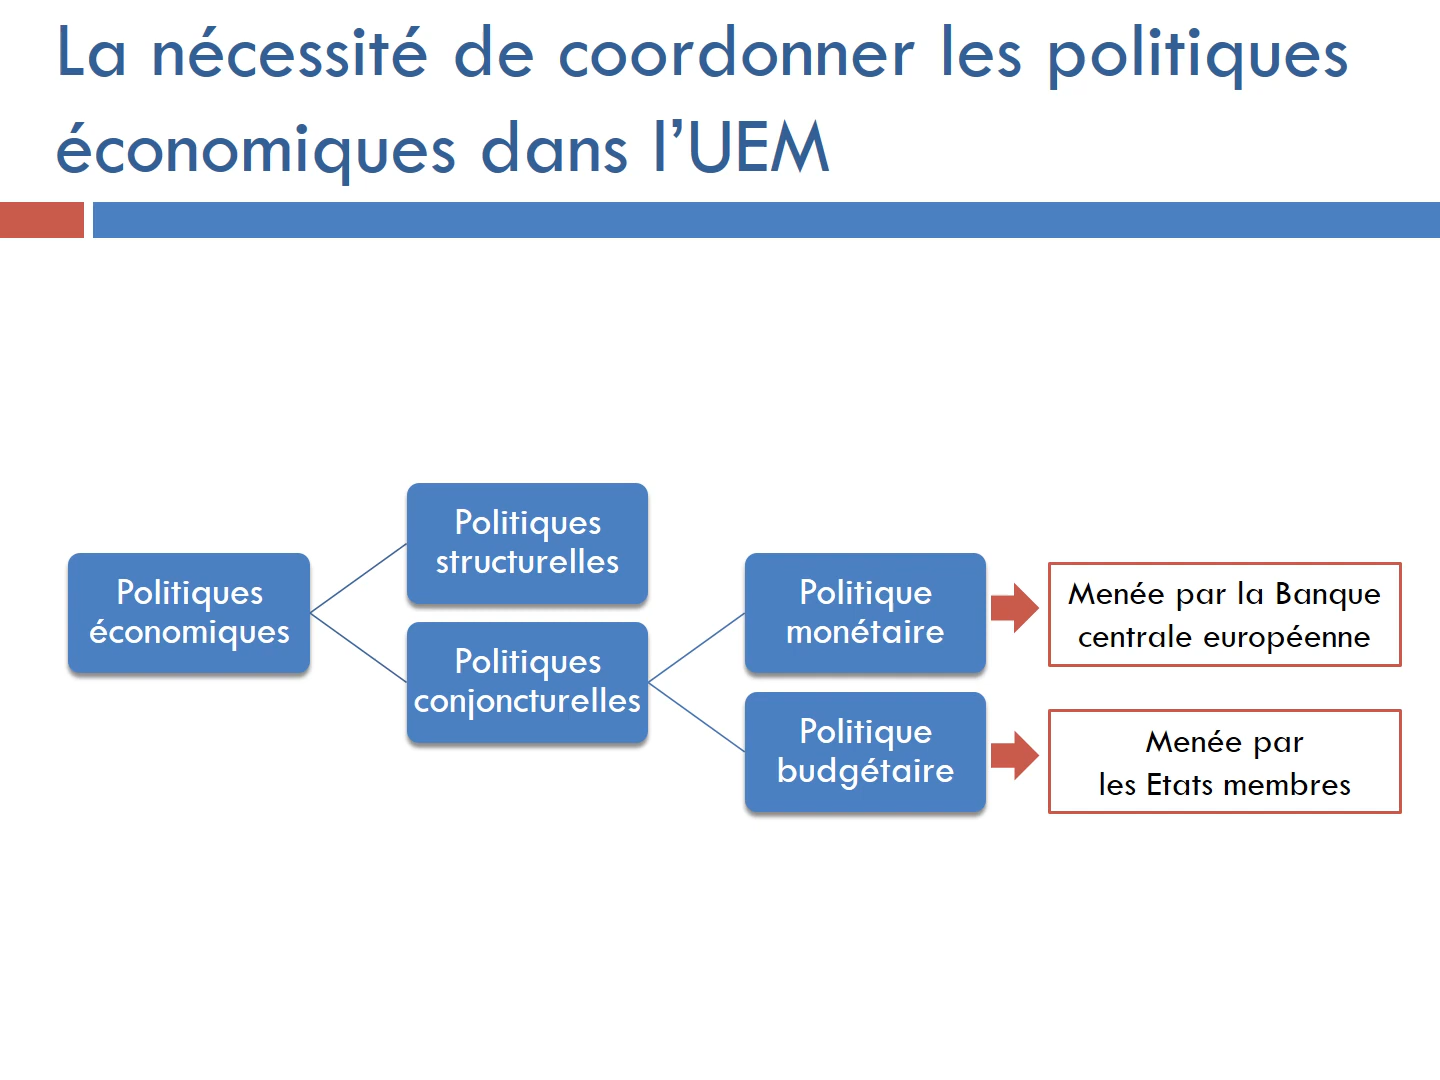 La nécessité de coordonner les politiques
économiques dans l’UEM
Politiques
économiques
Politiques
structurelles
Politiques
conjoncturelles
Politique
monétaire
Politique
budgétaire
Menée par la Banque
centrale européenne
Menée par
les Etats membres